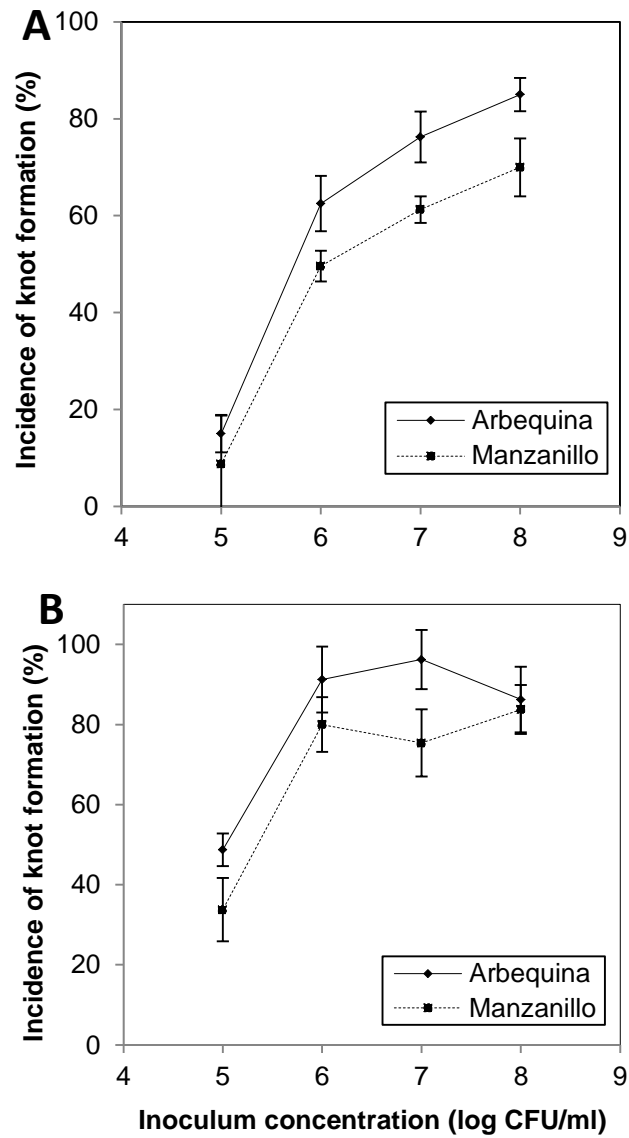 A
Incidence of knot formation (%)
100
80
60
40
20
0
4 5 6 7 8 9
Arbequina
Manzanillo
B
Incidence of knot formation (%)
100
80
60
40
20
0
4 5 6 7 8 9
Arbequina
Manzanillo
Inoculum concentration (log CFU/ml)